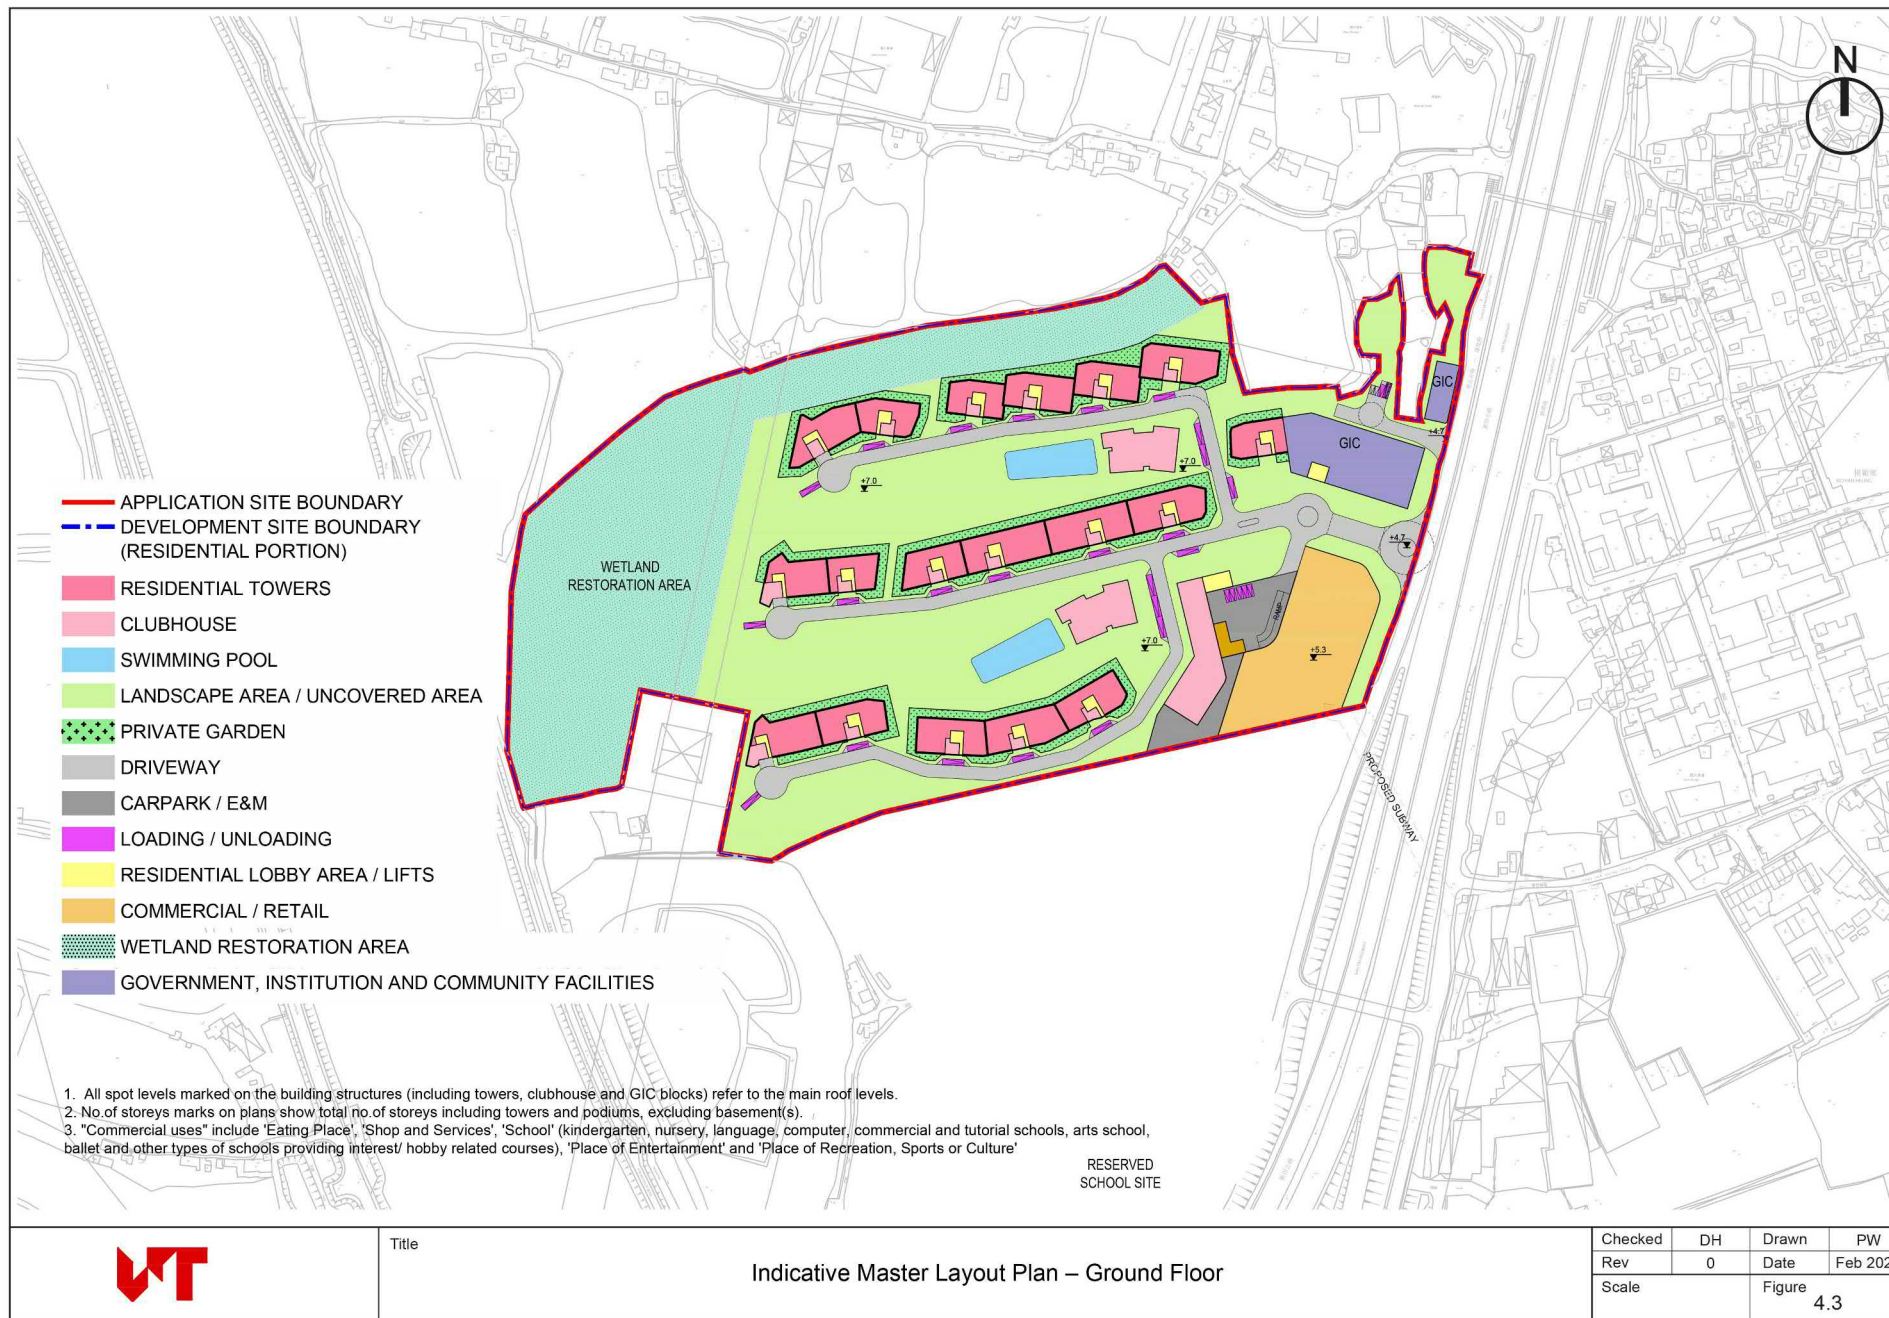 N
GIC
GIC
+4.7
+7.0
+7.0
+4.7
APPLICATION SITE BOUNDARY
DEVELOPMENT SITE BOUNDARY
(RESIDENTIAL PORTION)
RESIDENTIAL TOWERS
CLUBHOUSE
SWIMMING POOL
LANDSCAPE AREA / UNCOVERED AREA
PRIVATE GARDEN
DRIVEWAY
CARPARK / E&M
LOADING / UNLOADING
RESIDENTIAL LOBBY AREA / LIFTS
COMMERCIAL / RETAIL
WETLAND RESTORATION AREA
GOVERNMENT, INSTITUTION AND COMMUNITY FACILITIES
WETLAND
RESTORATION AREA
RAMP
+7.0
+5.3
PROPOSED SUBWAY
1. All spot levels marked on the building structures (including towers, clubhouse and GIC blocks) refer to the main roof levels.
2. No.of storeys marks on plans show total no.of storeys including towers and podiums, excluding basement(s).
3. "Commercial uses" include 'Eating Place', 'Shop and Services', 'School' (kindergarten, nursery, language, computer, commercial and tutorial schools, arts school,
ballet and other types of schools providing interest/ hobby related courses), 'Place of Entertainment' and 'Place of Recreation, Sports or Culture'
RESERVED
SCHOOL SITE
Title
Indicative Master Layout Plan – Ground Floor
Checked DH Drawn PW
Rev 0 Date Feb 202
Scale Figure
4.3